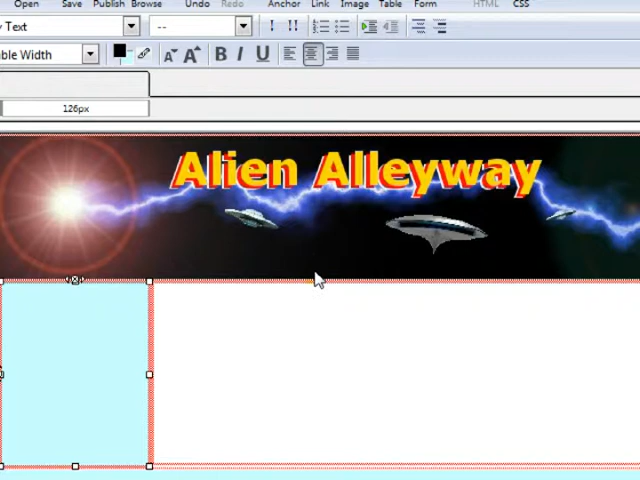 Open Save Publish Browse Undo Redo Anchor Link Image Table Form HTML CSS
Text --
ble Width A A B I U
126px
Alien Alleyway